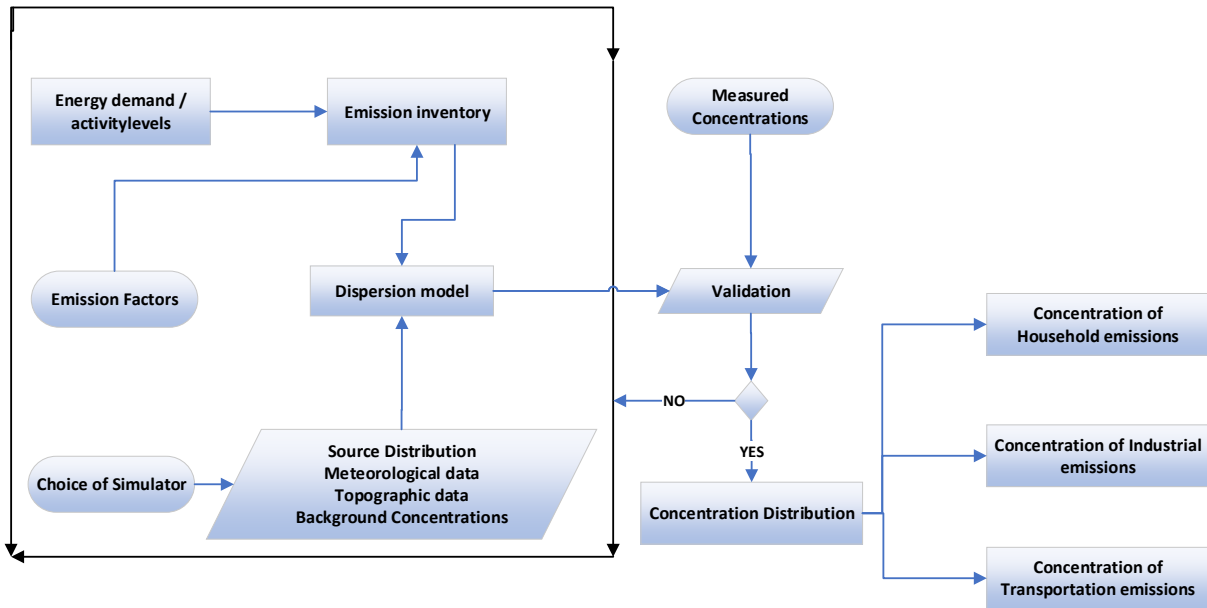 Energy demand /
activitylevels
Emission inventory
Measured
Concentrations
Emission Factors
Dispersion model
Validation
Concentration of
Household emissions
NO
YES
Choice of Simulator
Source Distribution
Meteorological data
Topographic data
Background Concentrations
Concentration Distribution
Concentration of Industrial
emissions
Concentration of
Transportation emissions